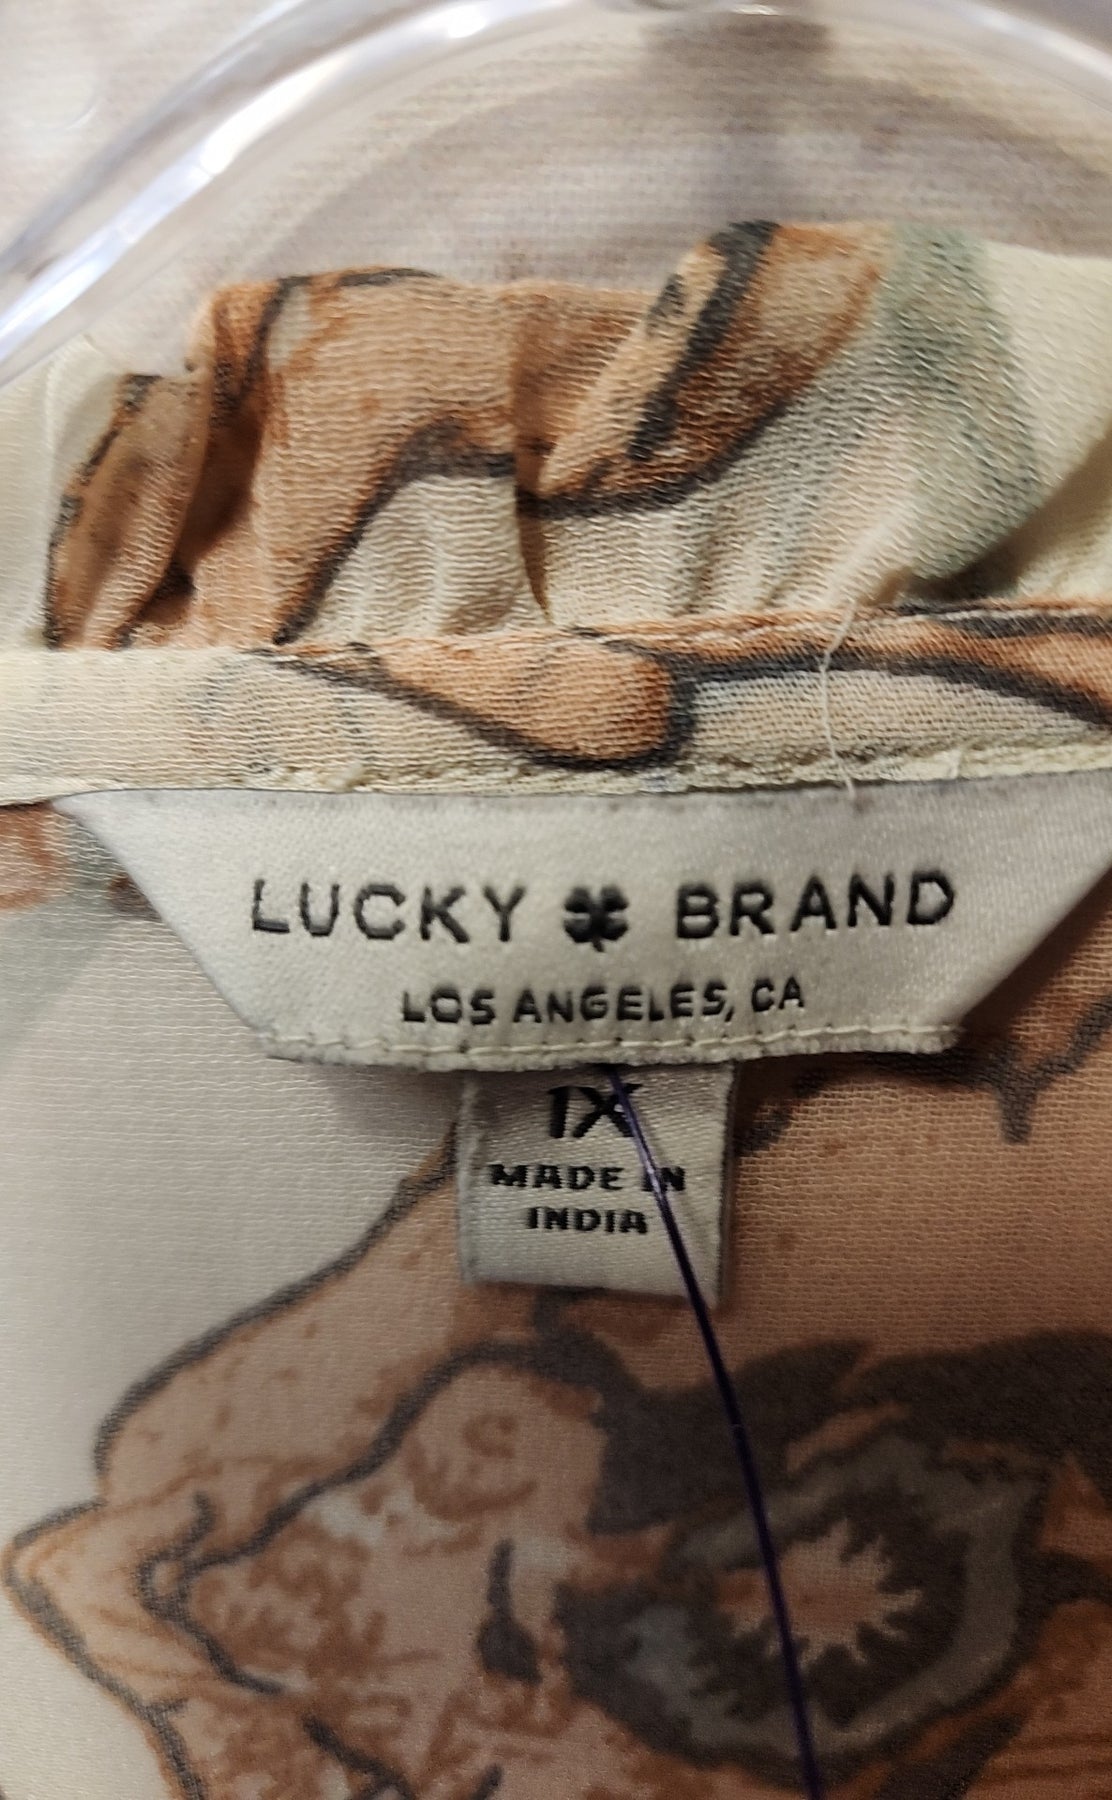 LUCKY BRAND
LOS ANGELES, CA
1X
MADE IN
INDIA